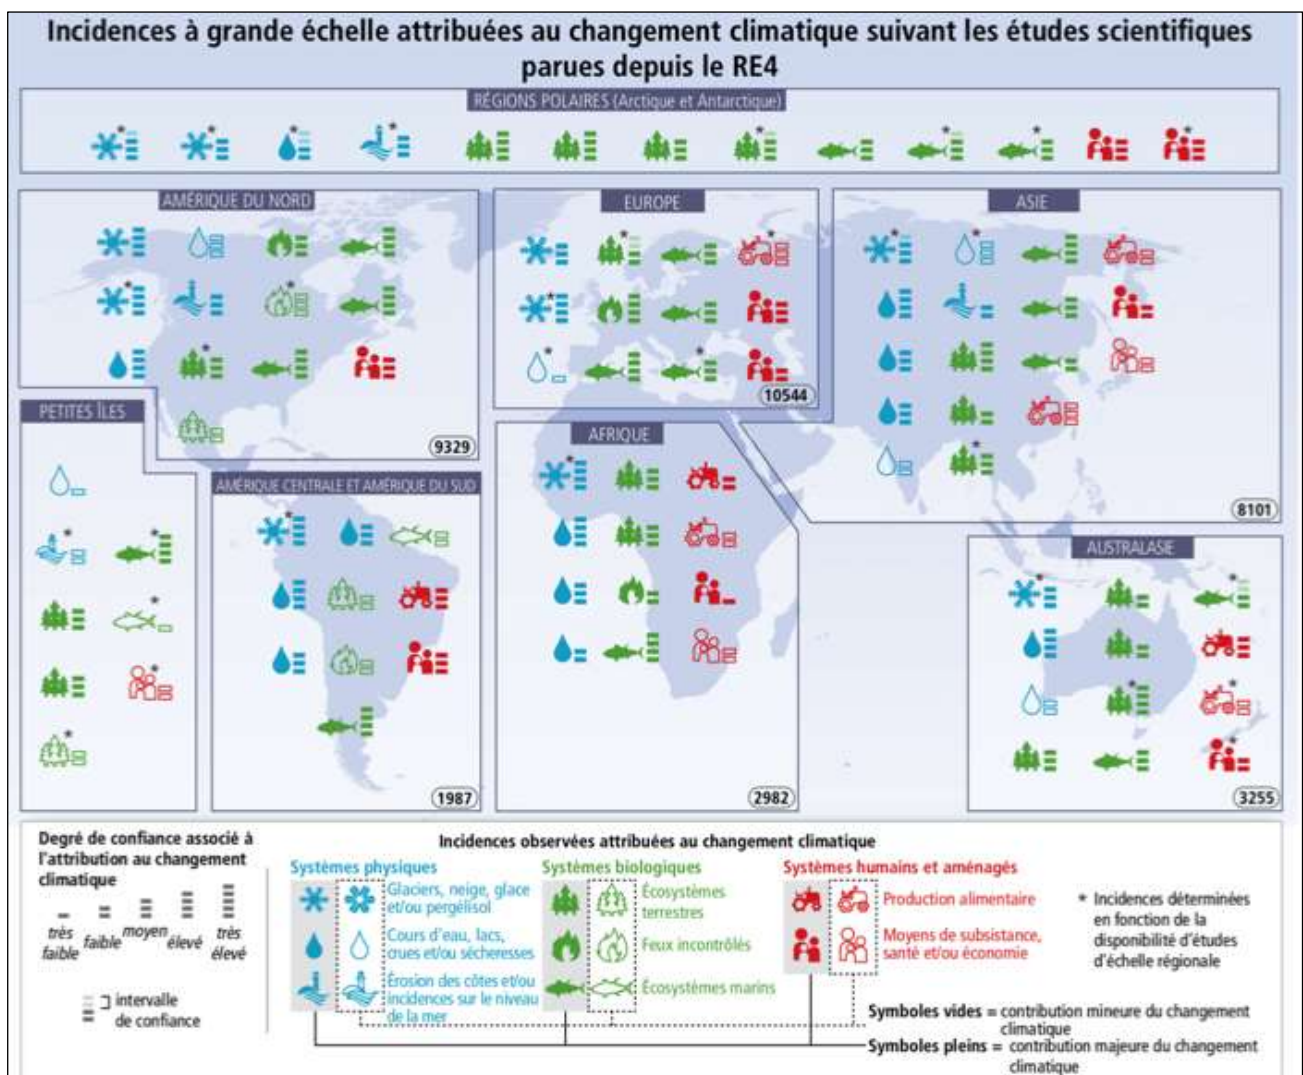 Incidences à grande échelle attribuées au changement climatique suivant les études scientifiques
parues depuis le RE4
RÉGIONS POLAIRES (Arctique et Antarctique)
AMÉRIQUE DU NORD
EUROPE
ASIE
10544
PETITES ÎLES
9329
AFRIQUE
AMÉRIQUE CENTRALE ET AMÉRIQUE DU SUD
8101
AUSTRALASIE
1987
2982
3255
Degré de confiance associé à
l'attribution au changement
climatique
très
faible
faible
moyen
élevé
très
élevé
intervalle
de confiance
Incidences observées attribuées au changement climatique
Systèmes physiques
Glaciers, neige, glace
et/ou pergélisol
Cours d'eau, lacs,
crues et/ou sécheresses
Érosion des côtes et/ou
incidences sur le niveau
de la mer
Systèmes biologiques
Écosystèmes
terrestres
Feux incontrôlés
Écosystèmes marins
Systèmes humains et aménagés
Production alimentaire
Moyens de subsistance,
santé et/ou économie
* Incidences déterminées
en fonction de la
disponibilité d'études
d'échelle régionale
Symboles vides = contribution mineure du changement
climatique
Symboles pleins = contribution majeure du changement
climatique